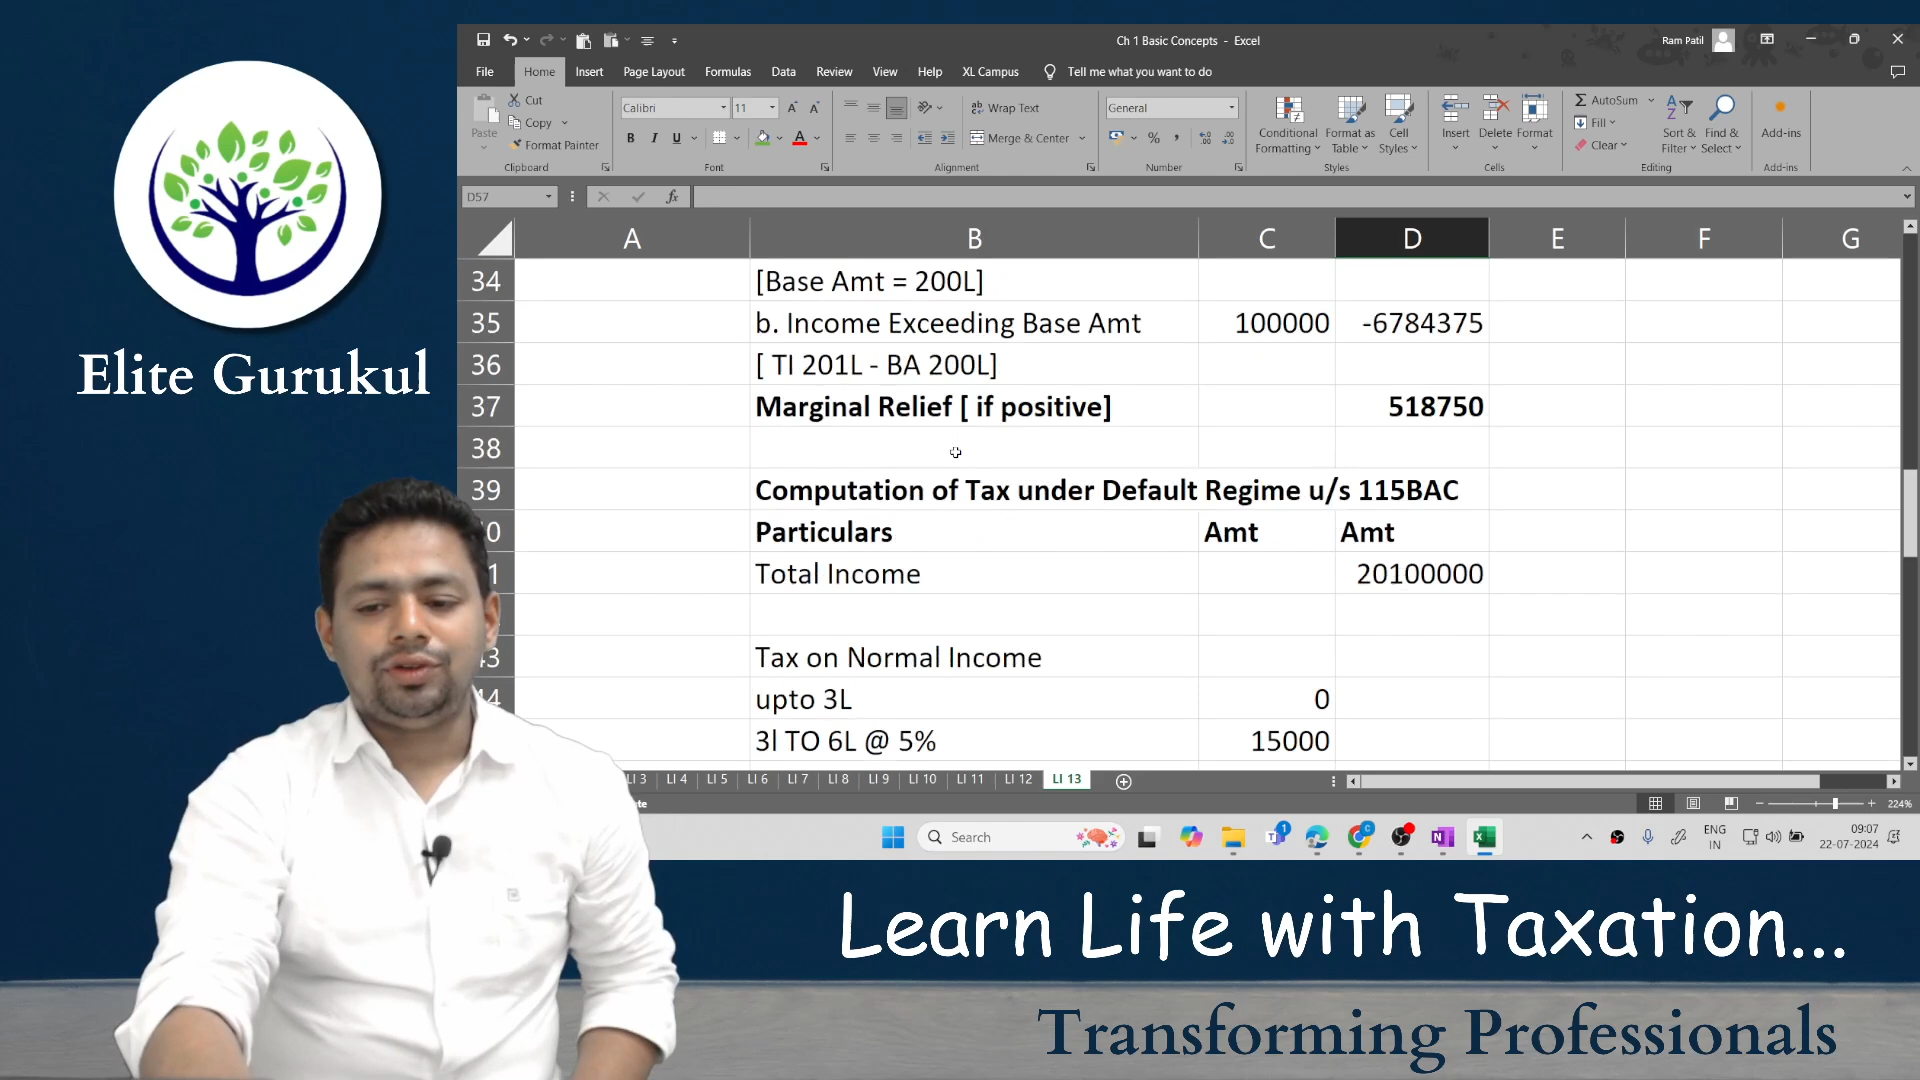 Elite Gurukul
Ch 1 Basic Concepts - Excel
Ram Patil
File
Home
Insert
Page Layout
Formulas
Data
Review
View
Help
XL Campus
Tell me what you want to do
Paste
Cut
Copy
Format Painter
Clipboard
Calibri
11
B I U
Font
Wrap Text
Merge & Center
Alignment
General
Number
Conditional Formatting
Format as Table
Cell Styles
Styles
Insert
Delete
Format
Cells
AutoSum
Fill
Clear
Sort & Filter
Find & Select
Editing
Add-ins
Add-ins
D57
fx
A B C D E F G
34 [Base Amt = 200L]
35 b. Income Exceeding Base Amt 100000 -6784375
36 [ TI 201L - BA 200L]
37 Marginal Relief [ if positive] 518750
38
39 Computation of Tax under Default Regime u/s 115BAC
0 Particulars Amt Amt
1 Total Income 20100000
43 Tax on Normal Income
44 upto 3L 0
3l TO 6L @ 5% 15000
LI 3 LI 4 LI 5 LI 6 LI 7 LI 8 LI 9 LI 10 LI 11 LI 12 LI 13
224%
Search
1
ENG
IN
09:07
22-07-2024
Learn Life with Taxation...
Transforming Professionals